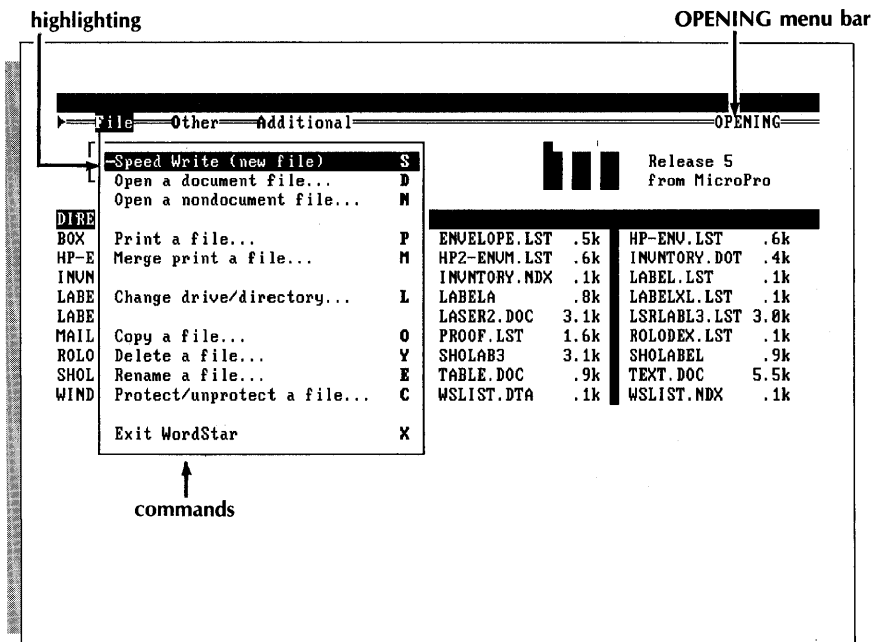 highlighting OPENING menu bar
File Other Additional OPENING
Speed Write (new file) S
Open a document file... D Release 5
Open a nondocument file... N from MicroPro
DIRE
BOX Print a file... P ENVELOPE.LST .5k HP-ENV.LST .6k
HP-E Merge print a file... M HP2-ENVM.LST .6k INVNTORY.DOT .4k
INVN INVNTORY.NDX .1k LABEL.LST .1k
LABE Change drive/directory... L LABELA .8k LABELXL.LST .1k
LABE LASER2.DOC 3.1k LSRLABL3.LST 3.0k
MAIL Copy a file... O PROOF.LST 1.6k ROLODEX.LST .1k
ROLO Delete a file... Y SHOLAB3 3.1k SHOLABEL .9k
SHOL Rename a file... E TABLE.DOC .9k TEXT.DOC 5.5k
WIND Protect/unprotect a file... C WSLIST.DTA .1k WSLIST.NDX .1k
Exit WordStar X
commands